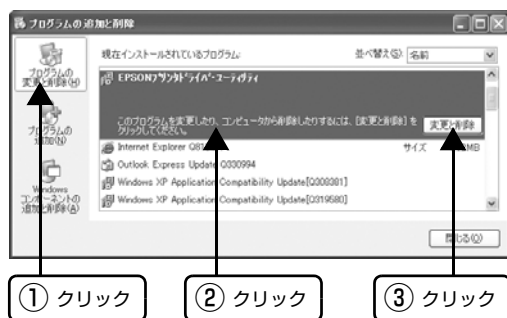 プログラムの追加と削除
プログラムの
変更と削除(H)
プログラムの
追加(N)
Windows
コンポーネントの
追加と削除(A)
現在インストールされているプログラム:
並べ替え(S): 名前
EPSONプリンタドライバ・ユーティリティ
このプログラムを変更したり、コンピュータから削除したりするには、[変更と削除] を
クリックしてください。
変更と削除
Internet Explorer Q81
サイズ
MB
Outlook Express Update Q330994
Windows XP Application Compatibility Update[Q308381]
Windows XP Application Compatibility Update[Q319580]
閉じる(O)
① クリック
② クリック
③ クリック